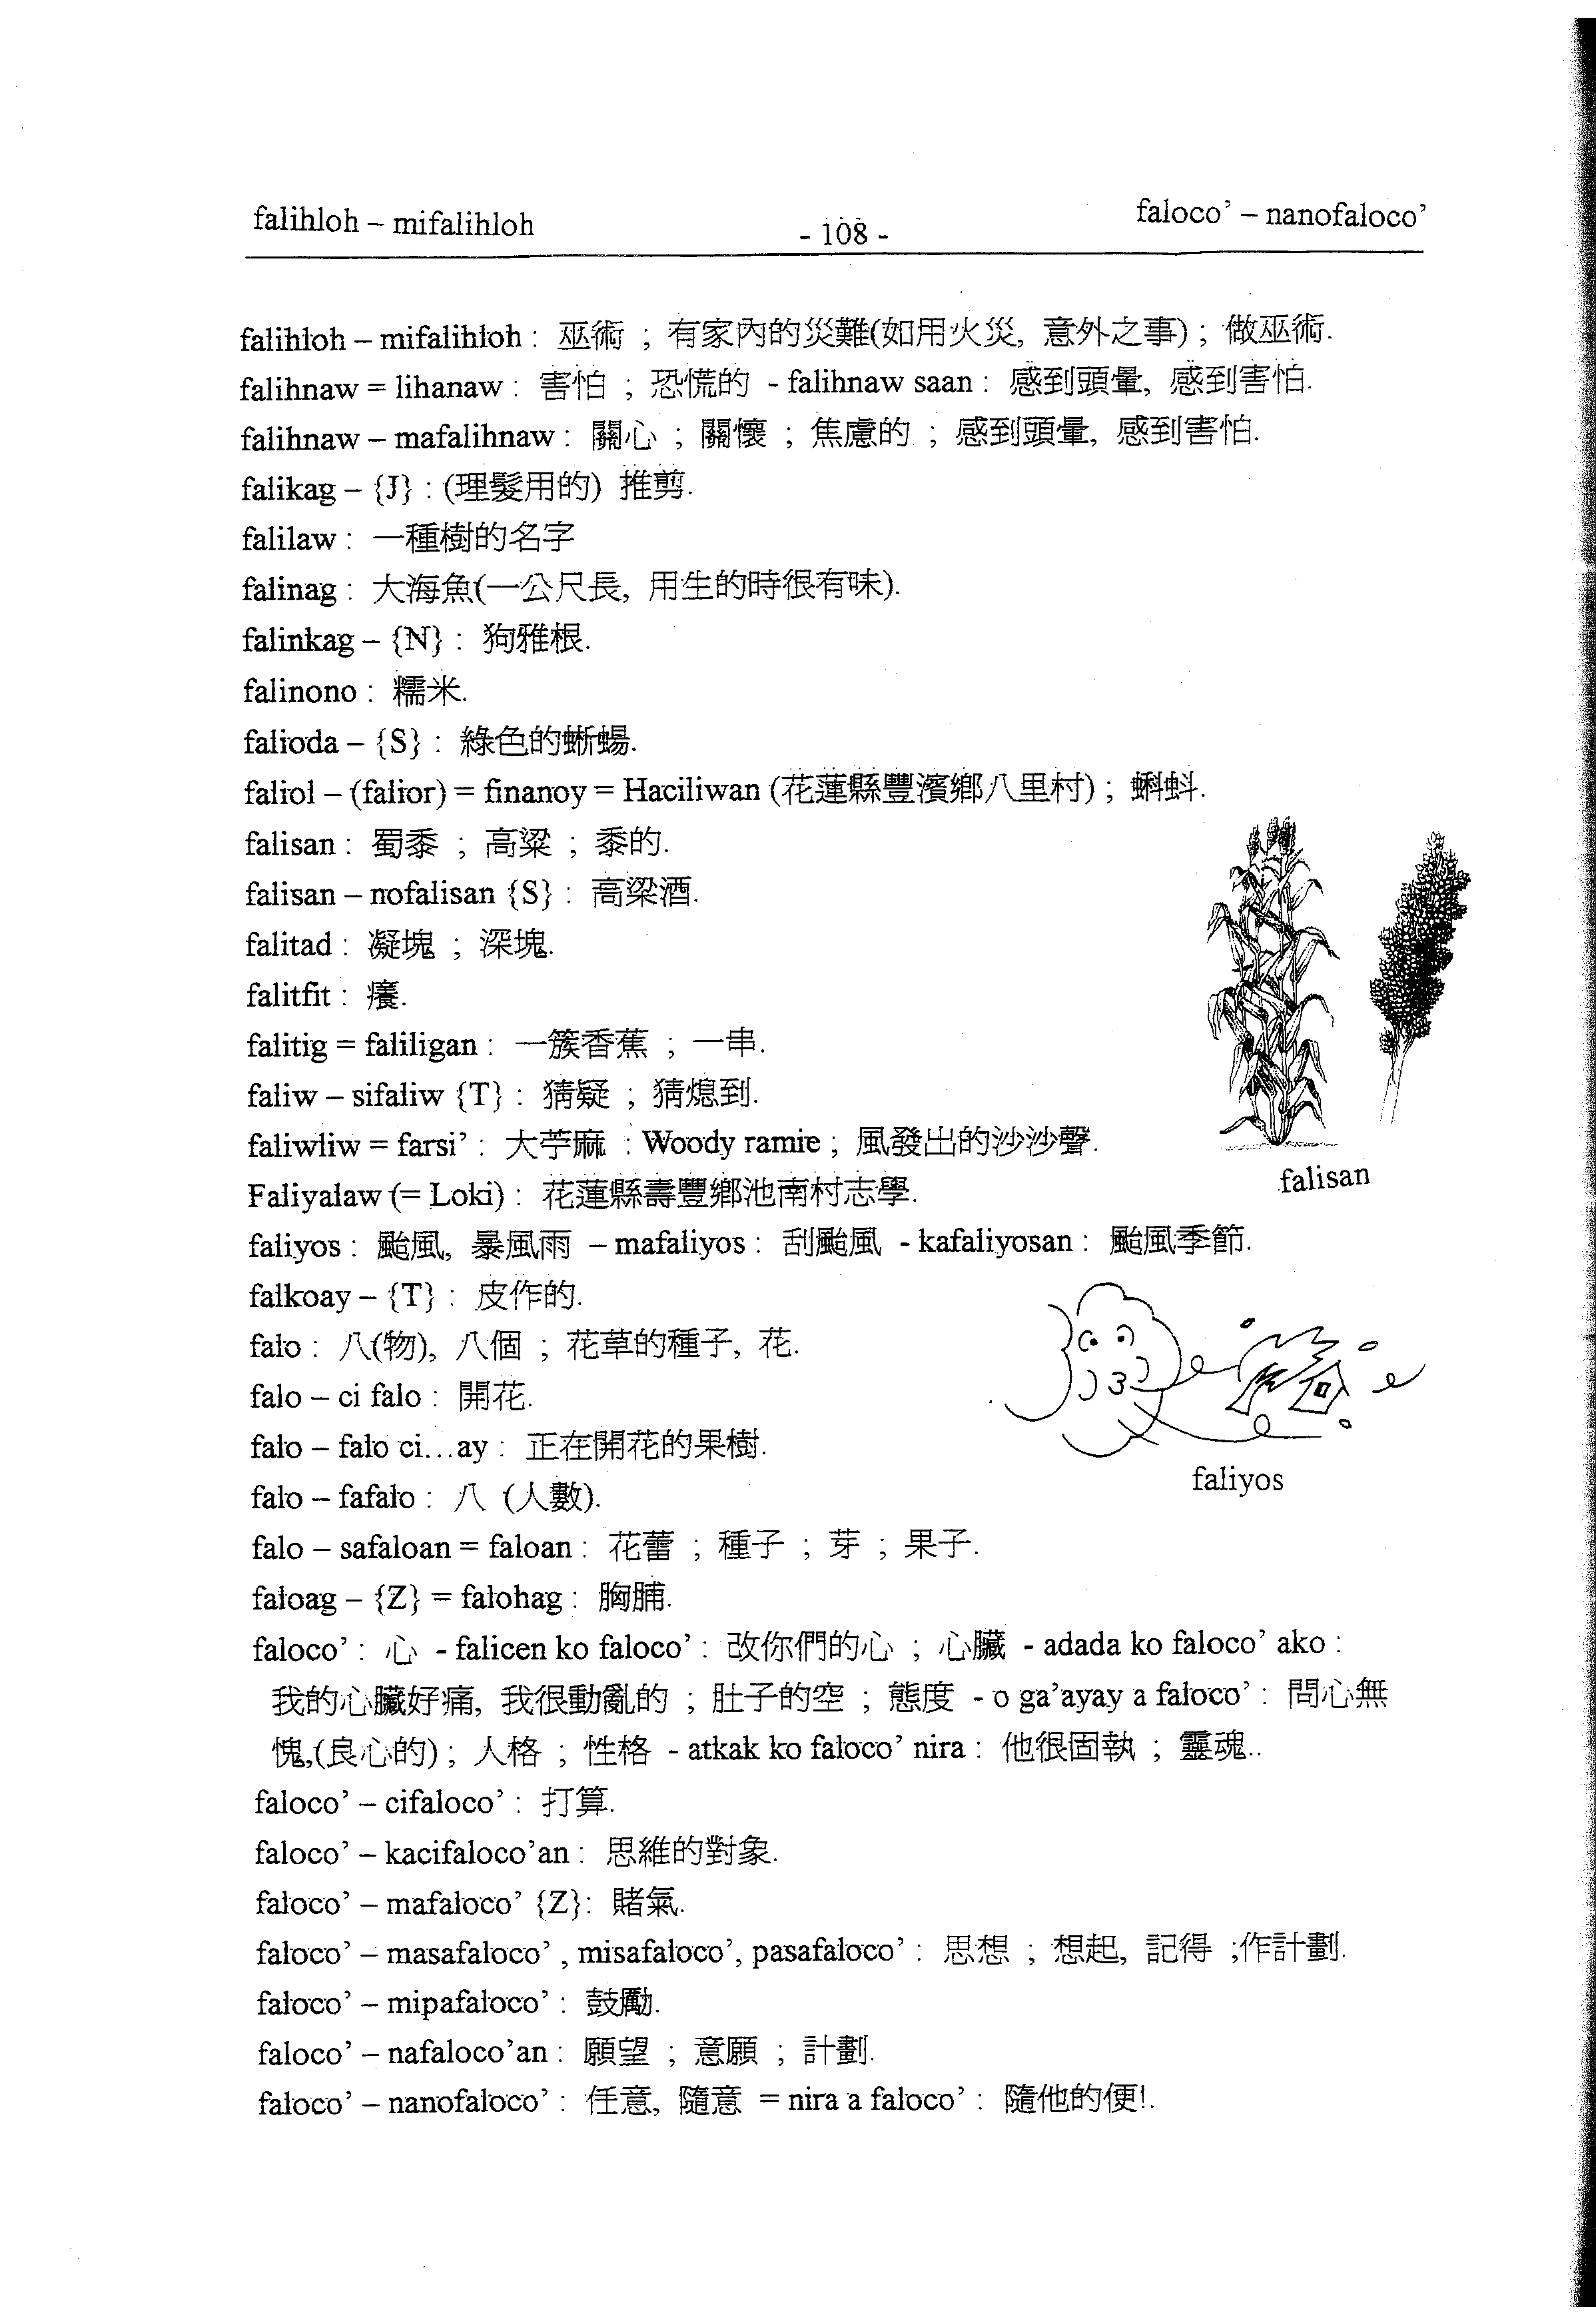 falihloh – mifalihloh
- 108 -
faloco’ – nanofaloco’
falihloh – mifalihloh : 巫術 ; 有家內的災難(如用火災, 意外之事) ; 做巫術.
falihnaw = lihanaw : 害怕 ; 恐慌的 - falihnaw saan : 感到頭暈, 感到害怕.
falihnaw – mafalihnaw : 關心 ; 關懷 ; 焦慮的 ; 感到頭暈, 感到害怕.
falikag – {J} : (理髮用的) 推剪.
falilaw : 一種樹的名字
falinag : 大海魚(一公尺長, 用生的時很有味).
falinkag – {N} : 狗雅根.
falinono : 糯米.
falioda – {S} : 綠色的蜥蜴.
faliol – (falior) = finanoy = Haciliwan (花蓮縣豐濱鄉八里村) ; 蝌蚪.
falisan : 蜀黍 ; 高粱 ; 黍的.
falisan – nofalisan {S} : 高梁酒.
falitad : 凝塊 ; 深塊.
falitfit : 癢.
falitig = faliligan : 一簇香蕉 ; 一串.
faliw – sifaliw {T} : 猜疑 ; 猜熄到.
faliwliw = farsi’ : 大苧麻 : Woody ramie ; 風發出的沙沙聲.
Faliyalaw (= Loki) : 花蓮縣壽豐鄉池南村志學.
falisan
faliyos : 颱風, 暴風雨 – mafaliyos : 刮颱風 - kafaliyosan : 颱風季節.
falkoay – {T} : 皮作的.
falo : 八(物), 八個 ; 花草的種子, 花.
falo – ci falo : 開花.
falo – falo ci…ay : 正在開花的果樹.
falo – fafalo : 八 (人數).
faliyos
falo – safaloan = faloan : 花蕾 ; 種子 ; 芽 ; 果子.
faloag – {Z} = falohag : 胸脯.
faloco’ : 心 - falicen ko faloco’ : 改你們的心 ; 心臟 - adada ko faloco’ ako :
我的心臟好痛, 我很動亂的 ; 肚子的空 ; 態度 - o ga’ayay a faloco’ : 問心無
愧,(良心的) ; 人格 ; 性格 - atkak ko faloco’ nira : 他很固執 ; 靈魂..
faloco’ – cifaloco’ : 打算.
faloco’ – kacifaloco’an : 思維的對象.
faloco’ – mafaloco’ {Z}: 賭氣.
faloco’ – masafaloco’ , misafaloco’, pasafaloco’ : 思想 ; 想起, 記得 ;作計劃.
faloco’ – mipafaloco’ : 鼓勵.
faloco’ – nafaloco’an : 願望 ; 意願 ; 計劃.
faloco’ – nanofaloco’ : 任意, 隨意 = nira a faloco’ : 隨他的便!.